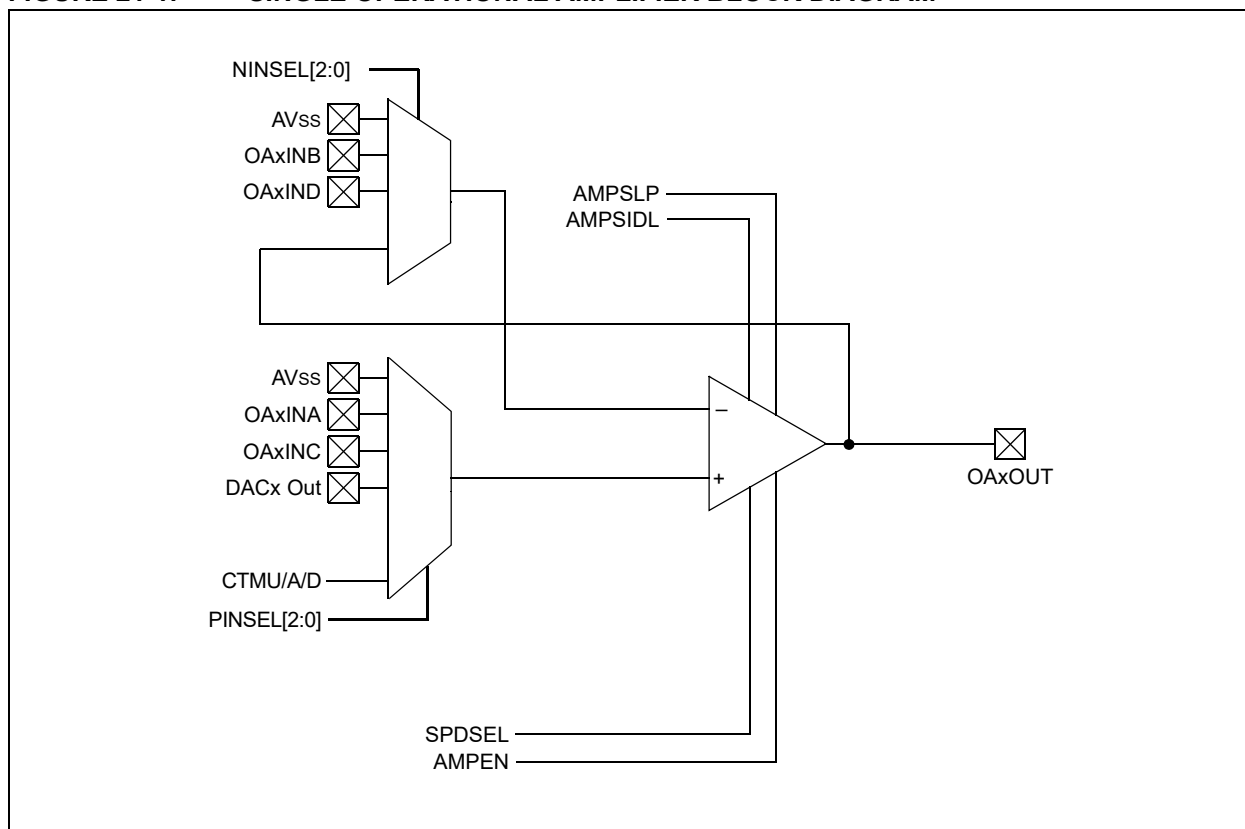 NINSEL[2:0]
AVSS
OAxINB
OAxIND
AMPSLP
AMPSIDL
AVSS
OAxINA
OAxINC
DACx Out
CTMU/A/D
PINSEL[2:0]
–
+
OAxOUT
SPDSEL
AMPEN